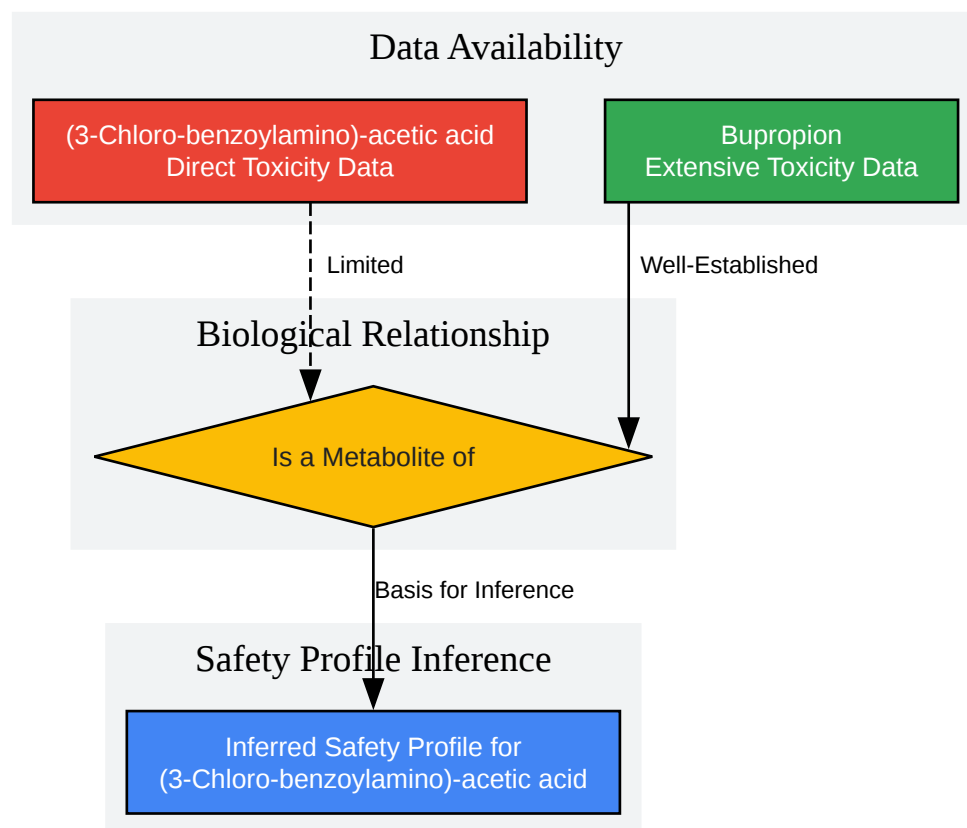 Data Availability
(3-Chloro-benzoylamino)-acetic acid
Direct Toxicity Data
Bupropion
Extensive Toxicity Data
Limited
Well-Established
Biological Relationship
Is a Metabolite of
Basis for Inference
Safety Profile Inference
Inferred Safety Profile for
(3-Chloro-benzoylamino)-acetic acid